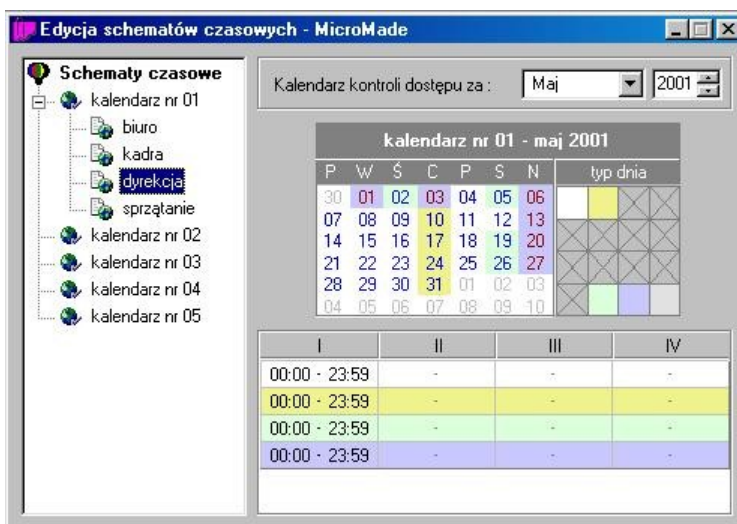 Edycja schematów czasowych - MicroMade
Schematy czasowe
kalendarz nr 01
biuro
kadra
dyrekcja
sprzątanie
kalendarz nr 02
kalendarz nr 03
kalendarz nr 04
kalendarz nr 05
Kalendarz kontroli dostępu za : Maj 2001
kalendarz nr 01 - maj 2001
P W Ś C P S N typ dnia
30 01 02 03 04 05 06
07 08 09 10 11 12 13
14 15 16 17 18 19 20
21 22 23 24 25 26 27
28 29 30 31 01 02 03
04 05 06 07 08 09 10
I II III IV
00:00 - 23:59 - - -
00:00 - 23:59 - - -
00:00 - 23:59 - - -
00:00 - 23:59 - - -